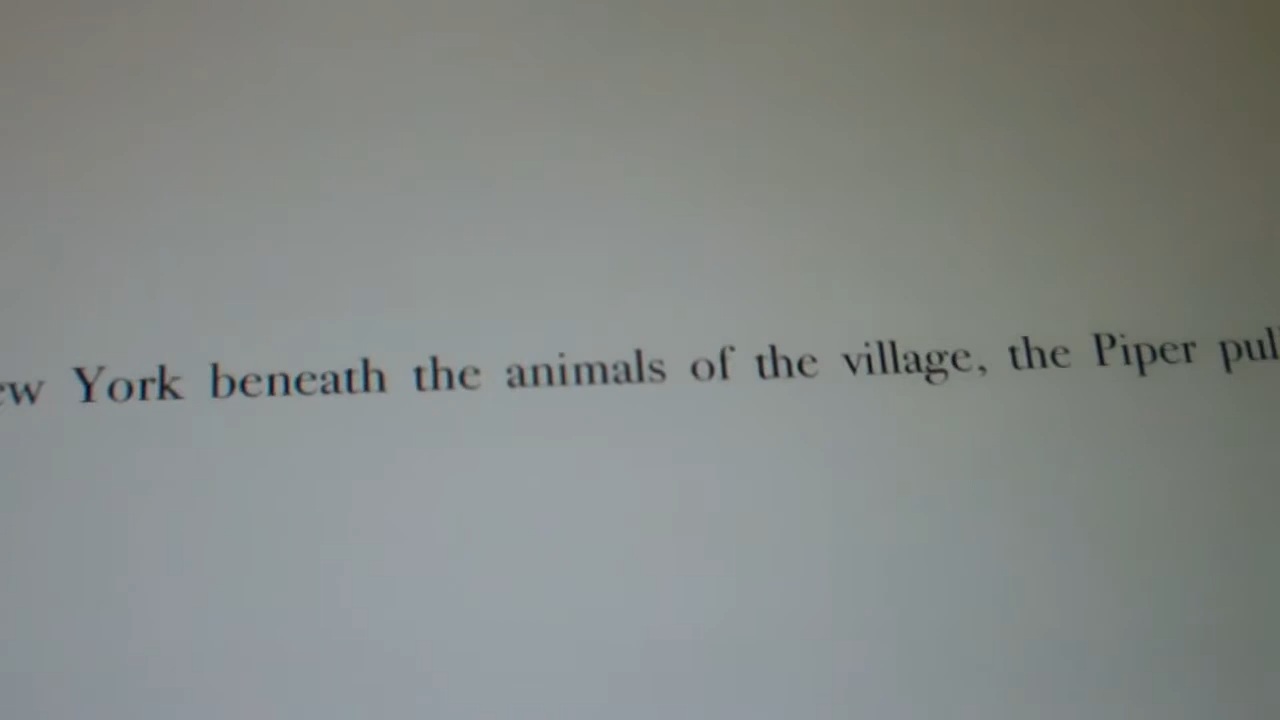 York beneath the animals of the village, the Piper